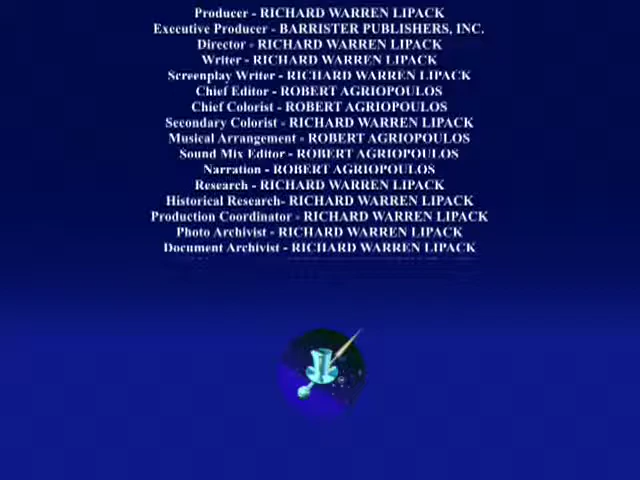 Producer - RICHARD WARREN LIPACK
Executive Producer - BARRISTER PUBLISHERS, INC.
Director - RICHARD WARREN LIPACK
Writer - RICHARD WARREN LIPACK
Screenplay Writer - RICHARD WARREN LIPACK
Chief Editor - ROBERT AGRIOPOULOS
Chief Colorist - ROBERT AGRIOPOULOS
Secondary Colorist - RICHARD WARREN LIPACK
Musical Arrangement - ROBERT AGRIOPOULOS
Sound Mix Editor - ROBERT AGRIOPOULOS
Narration - ROBERT AGRIOPOULOS
Research - RICHARD WARREN LIPACK
Historical Research- RICHARD WARREN LIPACK
Production Coordinator - RICHARD WARREN LIPACK
Photo Archivist - RICHARD WARREN LIPACK
Document Archivist - RICHARD WARREN LIPACK